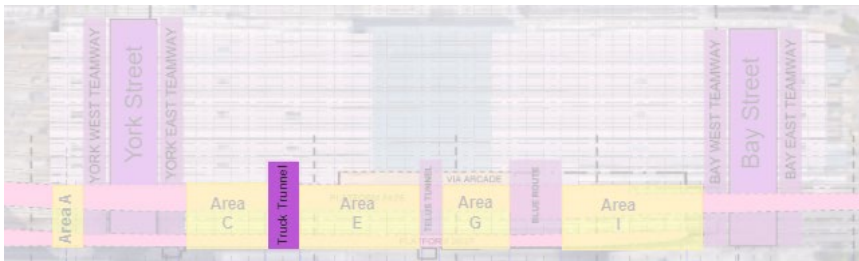 YORK WEST TEAMWAY
York Street
YORK EAST TEAMWAY
BAY WEST TEAMWAY
Bay Street
BAY EAST TEAMWAY
Area A
Area
C
Truck Trunnel
Area
E
TELUS TUNNEL
VIA ARCADE
Area
G
BLUE ROUTE
Area
I